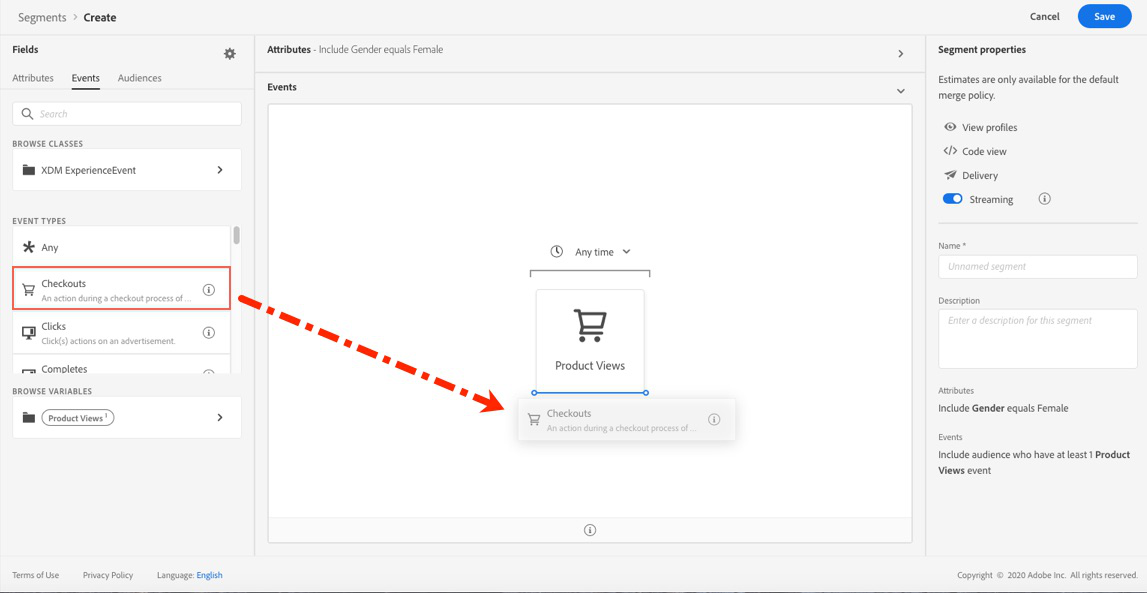 Segments > Create
Cancel
Save
Fields
Attributes
Events
Audiences
Search
BROWSE CLASSES
XDM ExperienceEvent
EVENT TYPES
Any
Checkouts
An action during a checkout process of ...
Clicks
Click(s) actions on an advertisement.
Completes
BROWSE VARIABLES
Product Views 1
Attributes - Include Gender equals Female
Events
Any time
Product Views
Checkouts
An action during a checkout process of ...
Segment properties
Estimates are only available for the default
merge policy.
View profiles
Code view
Delivery
Streaming
Name *
Unnamed segment
Description
Enter a description for this segment
Attributes
Include Gender equals Female
Events
Include audience who have at least 1 Product
Views event
Terms of Use
Privacy Policy
Language: English
Copyright © 2020 Adobe Inc. All rights reserved.